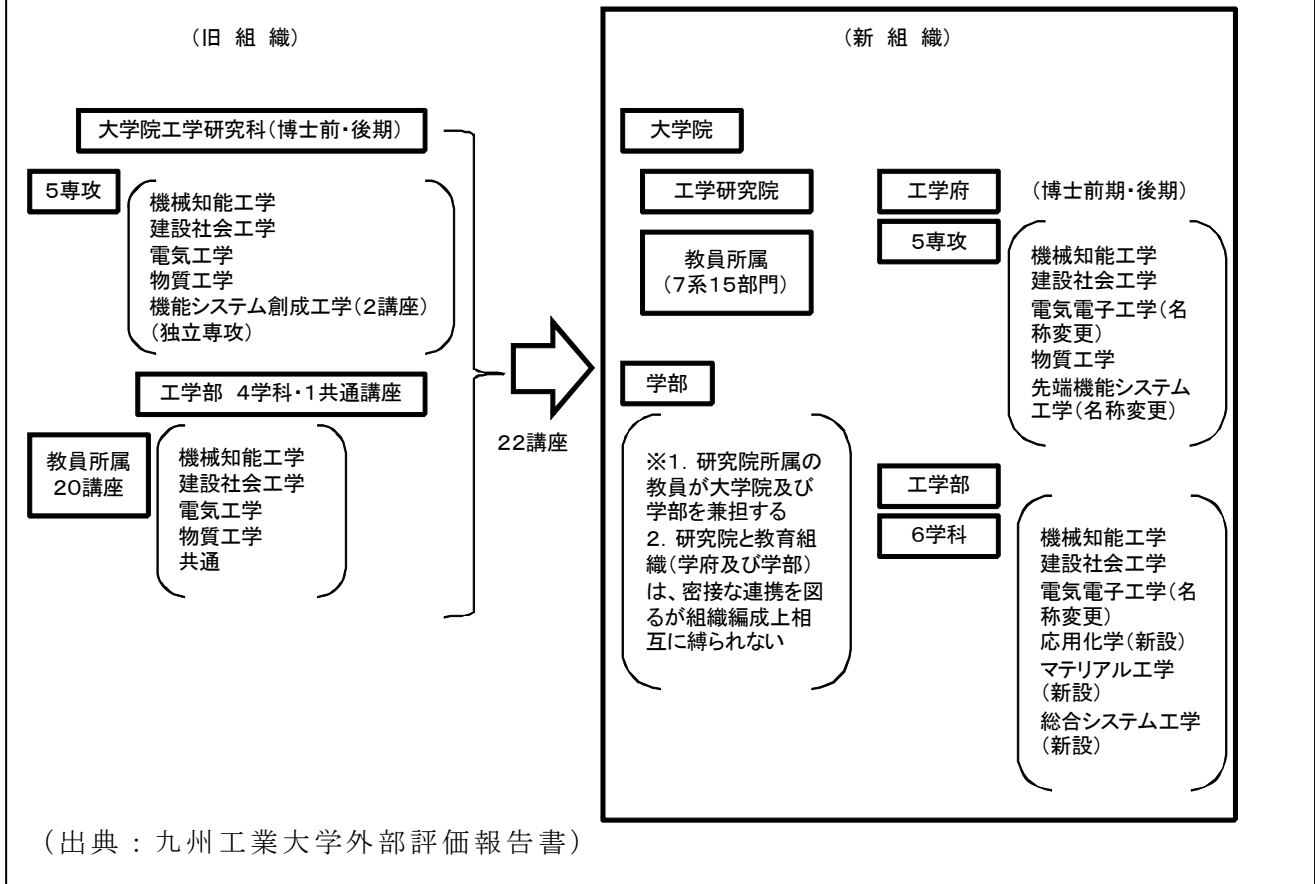 （旧 組 織）
大学院工学研究科（博士前・後期）
5専攻
機械知能工学
建設社会工学
電気工学
物質工学
機能システム創成工学（2講座）
（独立専攻）
工学部 4学科・1共通講座
教員所属
20講座
機械知能工学
建設社会工学
電気工学
物質工学
共通
22講座
（新 組 織）
大学院
工学研究院
教員所属
（7系15部門）
工学府
（博士前期・後期）
5専攻
機械知能工学
建設社会工学
電気電子工学（名
称変更）
物質工学
先端機能システム
工学（名称変更）
学部
※1．研究院所属の
教員が大学院及び
学部を兼担する
2．研究院と教育組
織（学府及び学部）
は、密接な連携を図
るが組織編成上相
互に縛られない
工学部
6学科
機械知能工学
建設社会工学
電気電子工学（名
称変更）
応用化学（新設）
マテリアル工学
（新設）
総合システム工学
（新設）
（出典：九州工業大学外部評価報告書）